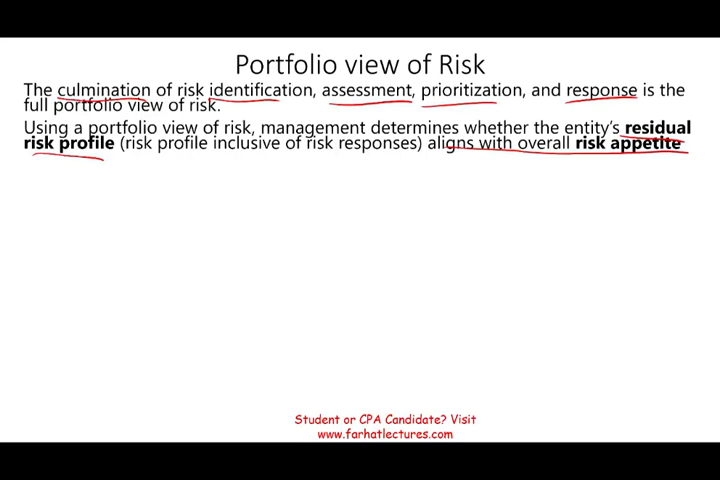 Portfolio view of Risk
The culmination of risk identification, assessment, prioritization, and response is the
full portfolio view of risk.
Using a portfolio view of risk, management determines whether the entity's residual
risk profile (risk profile inclusive of risk responses) aligns with overall risk appetite
Student or CPA Candidate? Visit
www.farhatlectures.com